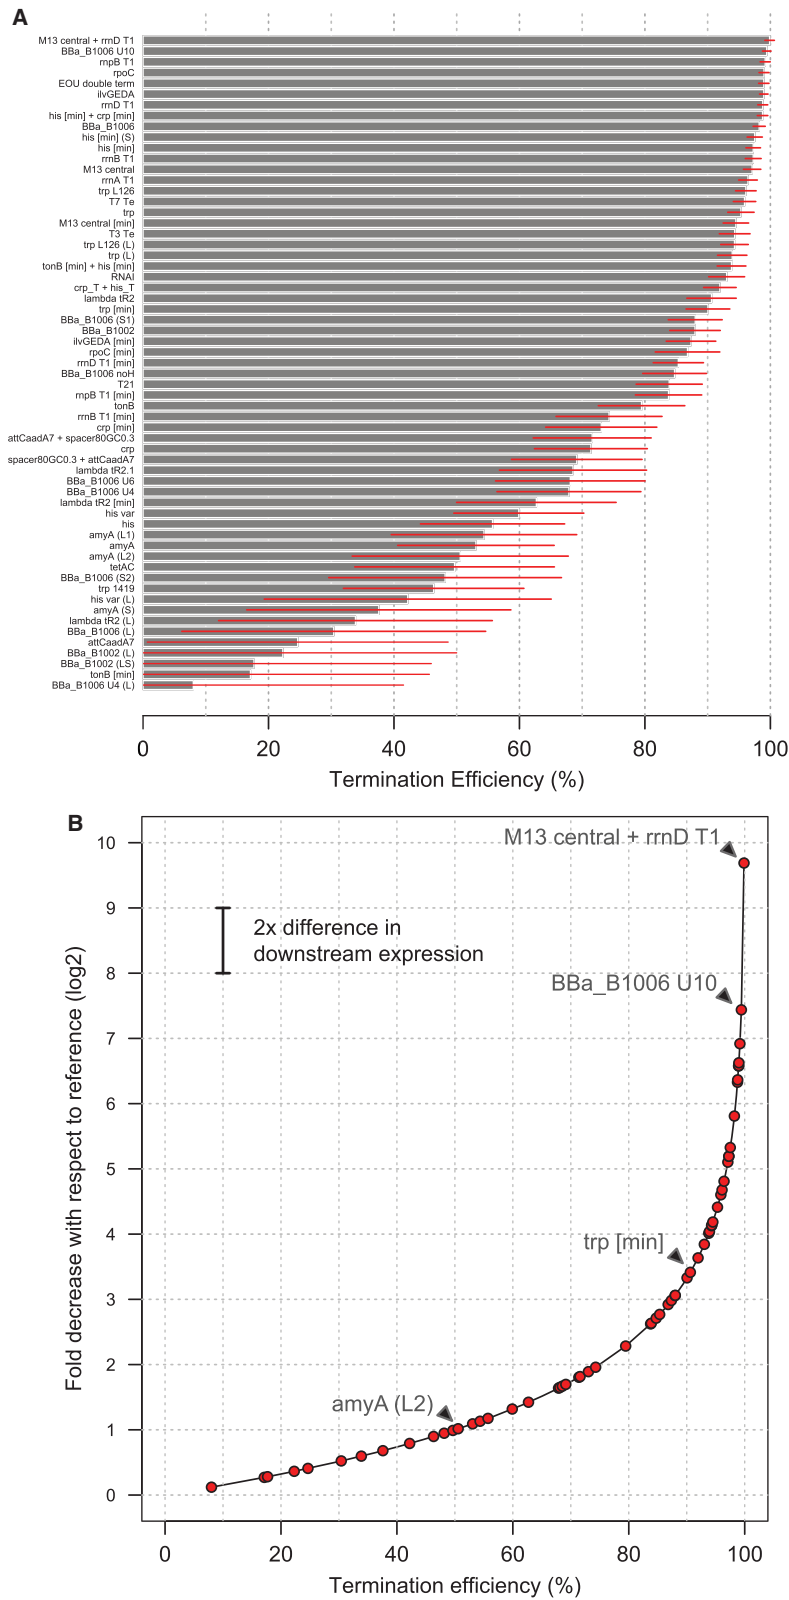 A
M13 central + rrnD T1
BBa_B1006 U10
rnpB T1
rpoC
EOU double term
ilvGEDA
rrnD T1
his [min] + crp [min]
BBa_B1006
his [min] (S)
his [min]
rrnB T1
M13 central
rrnA T1
trp L126
T7 Te
trp
M13 central [min]
T3 Te
trp L126 (L)
trp (L)
tonB [min] + his [min]
RNAI
crp_T + his_T
lambda tR2
trp [min]
BBa_B1006 (S1)
BBa_B1002
ilvGEDA [min]
rpoC [min]
rrnD T1 [min]
BBa_B1006 noH
T21
rnpB T1 [min]
tonB
rrnB T1 [min]
crp [min]
attCaadA7 + spacer80GC0.3
crp
spacer80GC0.3 + attCaadA7
lambda tR2.1
BBa_B1006 U6
BBa_B1006 U4
lambda tR2 [min]
his var
his
amyA (L1)
amyA
amyA (L2)
tetAC
BBa_B1006 (S2)
trp 1419
his var (L)
amyA (S)
lambda tR2 (L)
BBa_B1006 (L)
attCaadA7
BBa_B1002 (L)
BBa_B1002 (LS)
tonB [min]
BBa_B1006 U4 (L)
0 20 40 60 80 100
Termination Efficiency (%)
B
M13 central + rrnD T1
10
9
2x difference in
downstream expression
8
BBa_B1006 U10
7
6
5
4
trp [min]
3
2
amyA (L2)
1
0
Fold decrease with respect to reference (log2)
0 20 40 60 80 100
Termination efficiency (%)